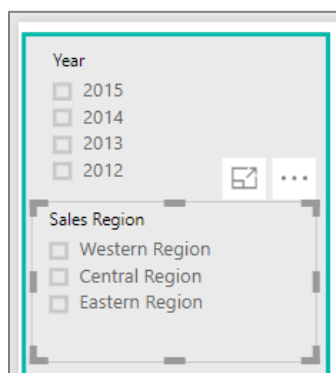 Year
2015
2014
2013
2012
Sales Region
Western Region
Central Region
Eastern Region